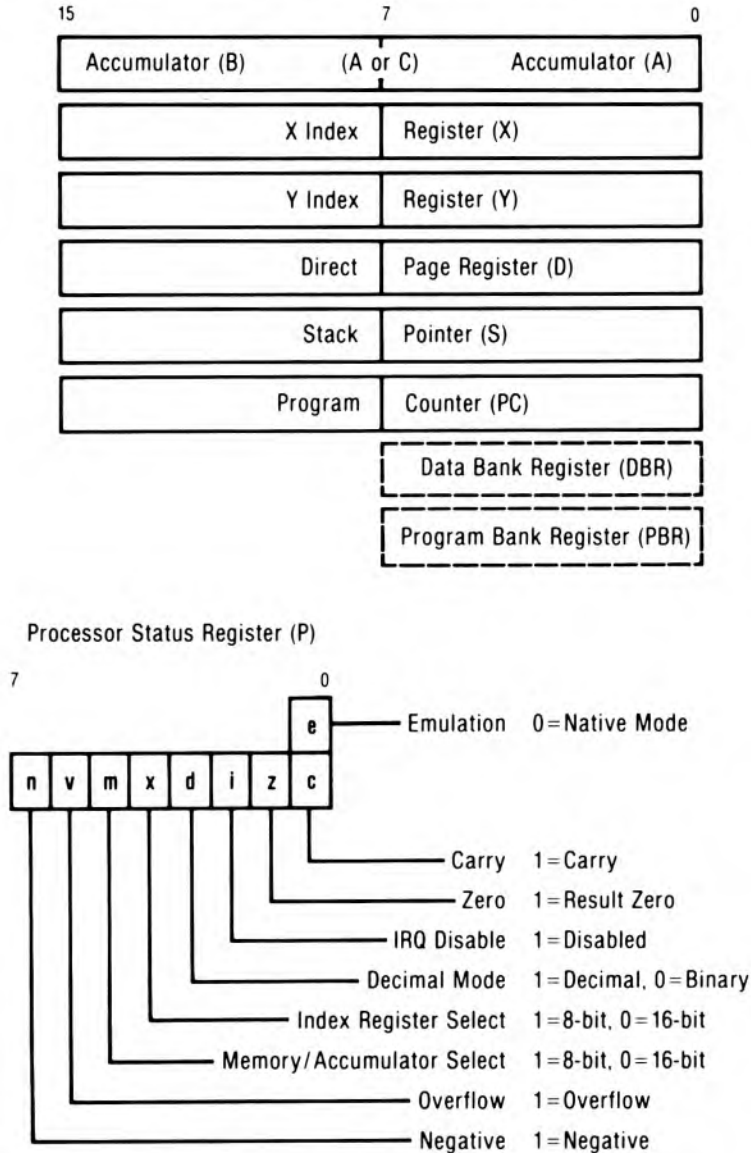 15 7 0
Accumulator (B) (A or C) Accumulator (A)
X Index Register (X)
Y Index Register (Y)
Direct Page Register (D)
Stack Pointer (S)
Program Counter (PC)
Data Bank Register (DBR)
Program Bank Register (PBR)
Processor Status Register (P)
7 0
e Emulation 0=Native Mode
n v m x d i z c
Carry 1=Carry
Zero 1=Result Zero
IRQ Disable 1=Disabled
Decimal Mode 1=Decimal, 0=Binary
Index Register Select 1=8-bit, 0=16-bit
Memory/Accumulator Select 1=8-bit, 0=16-bit
Overflow 1=Overflow
Negative 1=Negative